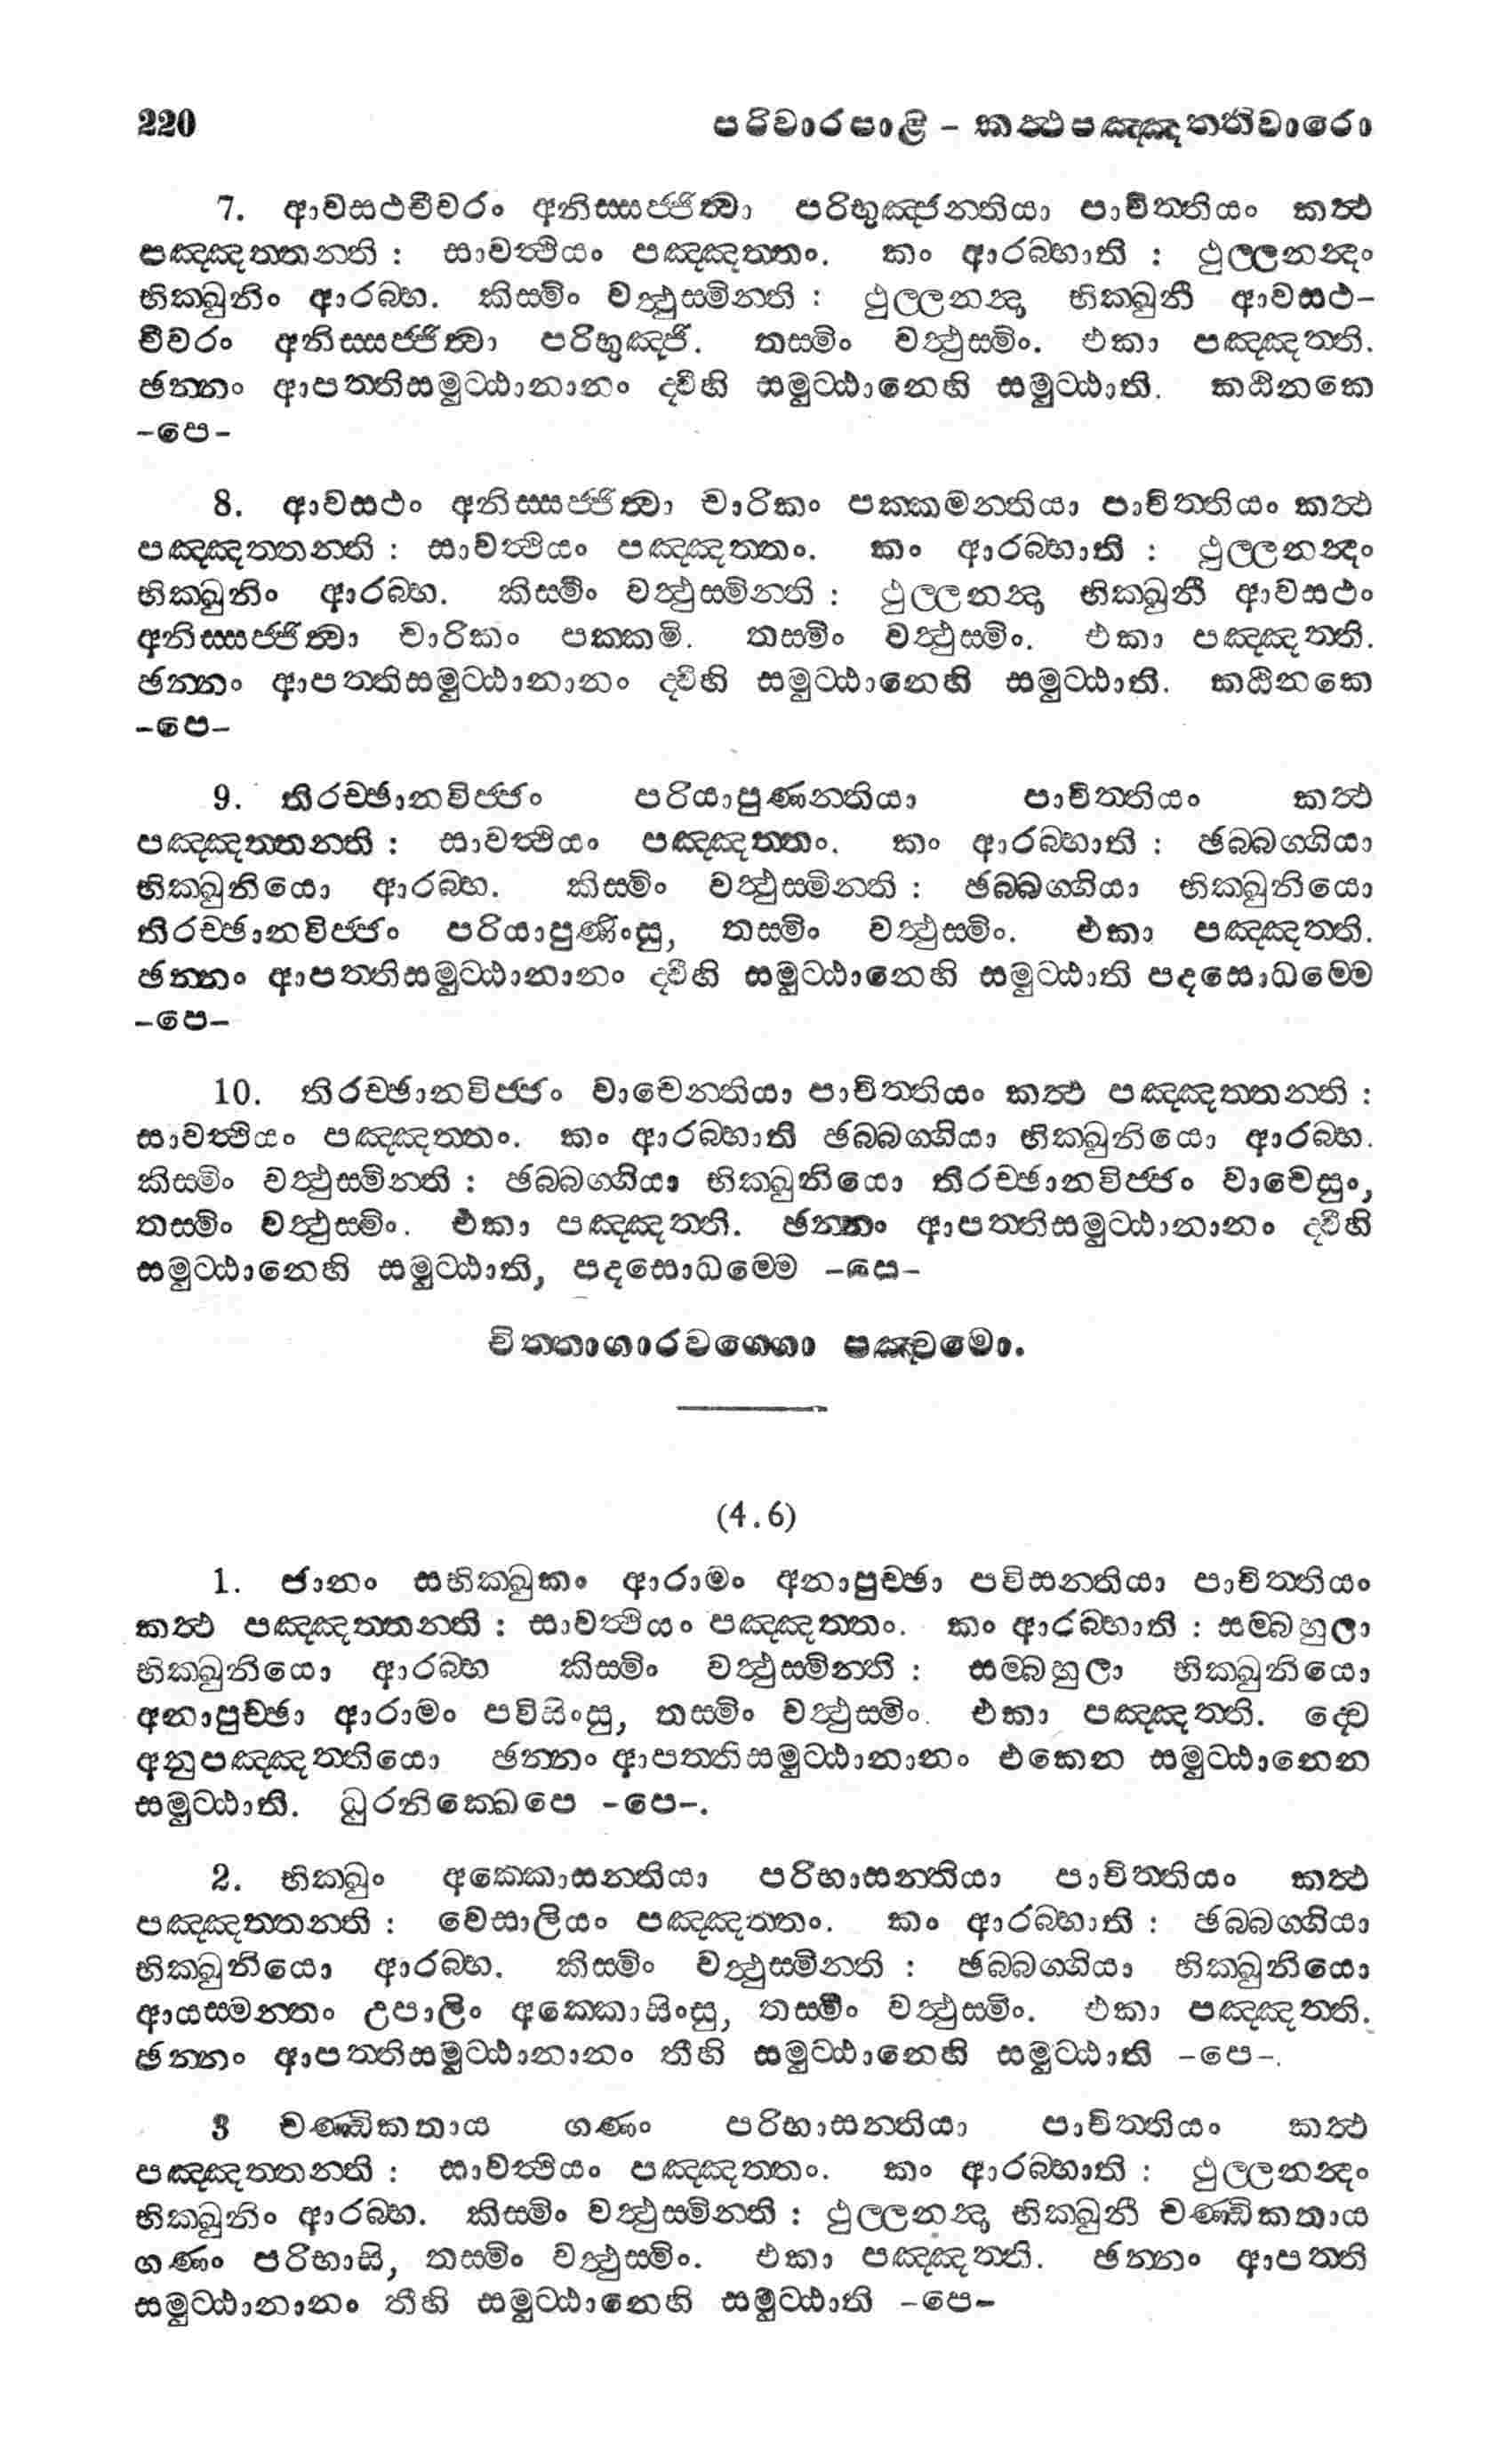 220 පරිවාරපාළි - කත්‍ථපඤ්ඤත්තිවාරො
7. ආවසථචීවරං අනිස්සජ්ජිත්‍වා පරිභුඤ්ජන්තියා පාචිත්තියං කත්‍ථ
පඤ්ඤත්තන්ති : සාවත්‍ථියං පඤ්ඤත්තං. කං ආරබ්භාති : ථුල්ලනන්‍දං
භික්ඛුනිං ආරබ්භ. කිස්මිං වත්‍ථුස්මින්ති : ථුල්ලනන්‍දා භික්ඛුනී ආවසථ-
චීවරං අනිස්සජ්ජිත්‍වා පරිභුඤ්ජි. තස්මිං වත්‍ථුස්මිං. එකා පඤ්ඤත්ති.
ඡන්නං ආපත්තිසමුට්ඨානානං ද්වීහි සමුට්ඨානෙහි සමුට්ඨාති. කඨිනකෙ
-පෙ-
8. ආවසථං අනිස්සජ්ජිත්‍වා චාරිකං පක්කමන්තියා පාචිත්තියං කත්‍ථ
පඤ්ඤත්තන්ති : සාවත්‍ථියං පඤ්ඤත්තං. කං ආරබ්භාති : ථුල්ලනන්‍දං
භික්ඛුනිං ආරබ්භ. කිස්මිං වත්‍ථුස්මින්ති : ථුල්ලනන්‍දා භික්ඛුනී ආවසථං
අනිස්සජ්ජිත්‍වා චාරිකං පක්කමි. තස්මිං වත්‍ථුස්මිං. එකා පඤ්ඤත්ති.
ඡන්නං ආපත්තිසමුට්ඨානානං ද්වීහි සමුට්ඨානෙහි සමුට්ඨාති. කඨිනකෙ
-පෙ-
9. තිරච්ඡානවිජ්ජං පරියාපුණන්තියා පාචිත්තියං කත්‍ථ
පඤ්ඤත්තන්ති : සාවත්‍ථියං පඤ්ඤත්තං. කං ආරබ්භාති : ඡබ්බග්ගියා
භික්ඛුනියො ආරබ්භ. කිස්මිං වත්‍ථුස්මින්ති : ඡබ්බග්ගියා භික්ඛුනියො
තිරච්ඡානවිජ්ජං පරියාපුණිංසු, තස්මිං වත්‍ථුස්මිං. එකා පඤ්ඤත්ති.
ඡන්නං ආපත්තිසමුට්ඨානානං ද්වීහි සමුට්ඨානෙහි සමුට්ඨාති පදසොධම්මෙ
-පෙ-
10. තිරච්ඡානවිජ්ජං වාචෙන්තියා පාචිත්තියං කත්‍ථ පඤ්ඤත්තන්ති :
සාවත්‍ථියං පඤ්ඤත්තං. කං ආරබ්භාති ඡබ්බග්ගියා භික්ඛුනියො ආරබ්භ.
කිස්මිං වත්‍ථුස්මින්ති : ඡබ්බග්ගියා භික්ඛුනියො තිරච්ඡානවිජ්ජං වාචෙසුං,
තස්මිං වත්‍ථුස්මිං. එකා පඤ්ඤත්ති. ඡන්නං ආපත්තිසමුට්ඨානානං ද්වීහි
සමුට්ඨානෙහි සමුට්ඨාති, පදසොධම්මෙ -පෙ-
චිත්තාගාරවග්ගො පඤ්චමො.
(4.6)
1. ජානං සභික්ඛුකං ආරාමං අනාපුච්ඡා පවිසන්තියා පාචිත්තියං
කත්‍ථ පඤ්ඤත්තන්ති : සාවත්‍ථියං පඤ්ඤත්තං. කං ආරබ්භාති : සම්බහුලා
භික්ඛුනියො ආරබ්භ කිස්මිං වත්‍ථුස්මින්ති : සම්බහුලා භික්ඛුනියො
අනාපුච්ඡා ආරාමං පවිසිංසු, තස්මිං වත්‍ථුස්මිං. එකා පඤ්ඤත්ති. ද්වෙ
අනුපඤ්ඤත්තියො ඡන්නං ආපත්තිසමුට්ඨානානං එකෙන සමුට්ඨානෙන
සමුට්ඨාති. ධුරනික්ඛෙපෙ -පෙ-.
2. භික්ඛුං අක්කොසන්තියා පරිභාසන්තියා පාචිත්තියං කත්‍ථ
පඤ්ඤත්තන්ති : වෙසාලියං පඤ්ඤත්තං. කං ආරබ්භාති : ඡබ්බග්ගියා
භික්ඛුනියො ආරබ්භ. කිස්මිං වත්‍ථුස්මින්ති : ඡබ්බග්ගියා භික්ඛුනියො
ආයස්මන්තං උපාලිං අක්කොසිංසු, තස්මිං වත්‍ථුස්මිං. එකා පඤ්ඤත්ති.
ඡන්නං ආපත්තිසමුට්ඨානානං තීහි සමුට්ඨානෙහි සමුට්ඨාති -පෙ-.
3 චණ්ඩිකතාය ගණං පරිභාසන්තියා පාචිත්තියං කත්‍ථ
පඤ්ඤත්තන්ති : සාවත්‍ථියං පඤ්ඤත්තං. කං ආරබ්භාති : ථුල්ලනන්‍දං
භික්ඛුනිං ආරබ්භ. කිස්මිං වත්‍ථුස්මින්ති : ථුල්ලනන්‍දා භික්ඛුනී චණ්ඩිකතාය
ගණං පරිභාසි, තස්මිං වත්‍ථුස්මිං. එකා පඤ්ඤත්ති. ඡන්නං ආපත්ති
සමුට්ඨානානං තීහි සමුට්ඨානෙහි සමුට්ඨාති -පෙ-